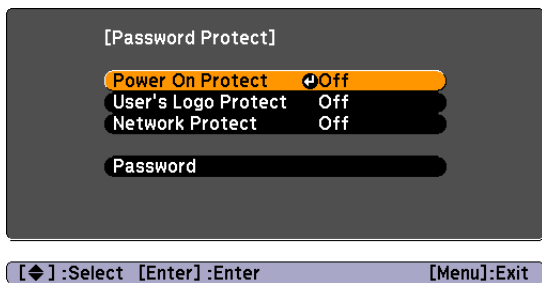 [Password Protect]
Power On Protect Off
User's Logo Protect Off
Network Protect Off
Password
[◆] :Select [Enter] :Enter [Menu]:Exit